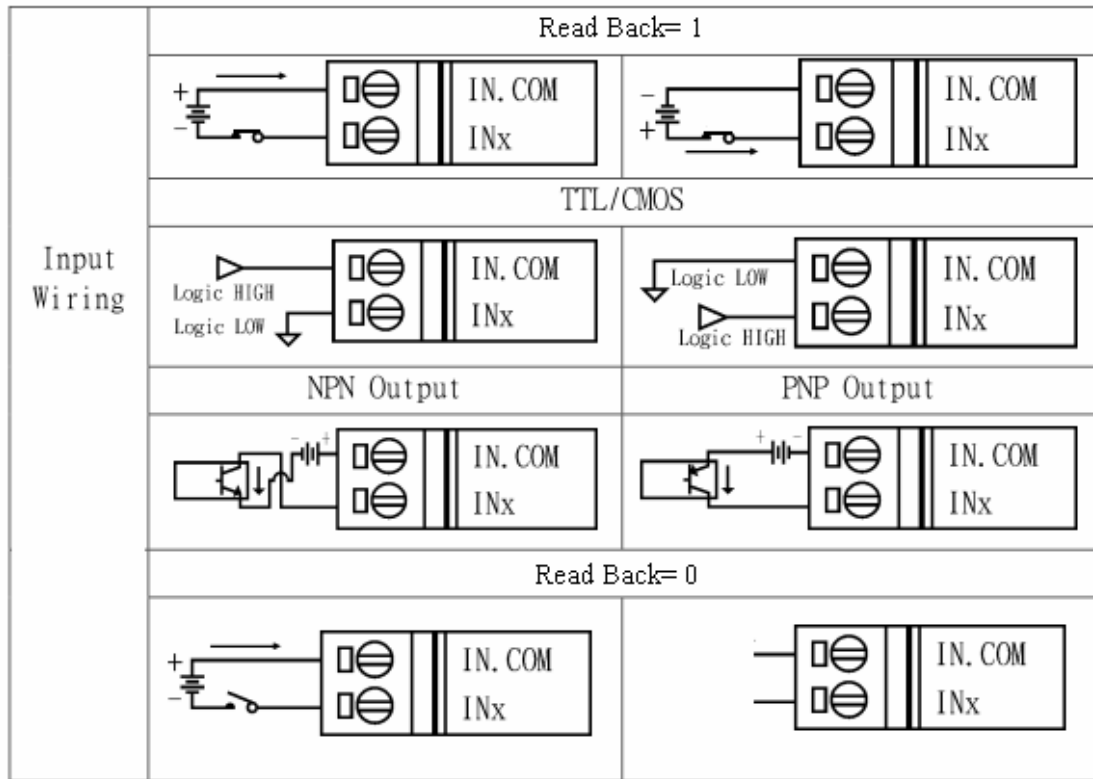 Input
Wiring
Read Back= 1
+
-
IN. COM
INx
-
+
IN. COM
INx
TTL/CMOS
Logic HIGH
Logic LOW
IN. COM
INx
Logic LOW
Logic HIGH
IN. COM
INx
NPN Output
PNP Output
- +
IN. COM
INx
+ -
IN. COM
INx
Read Back= 0
+
-
IN. COM
INx
IN. COM
INx